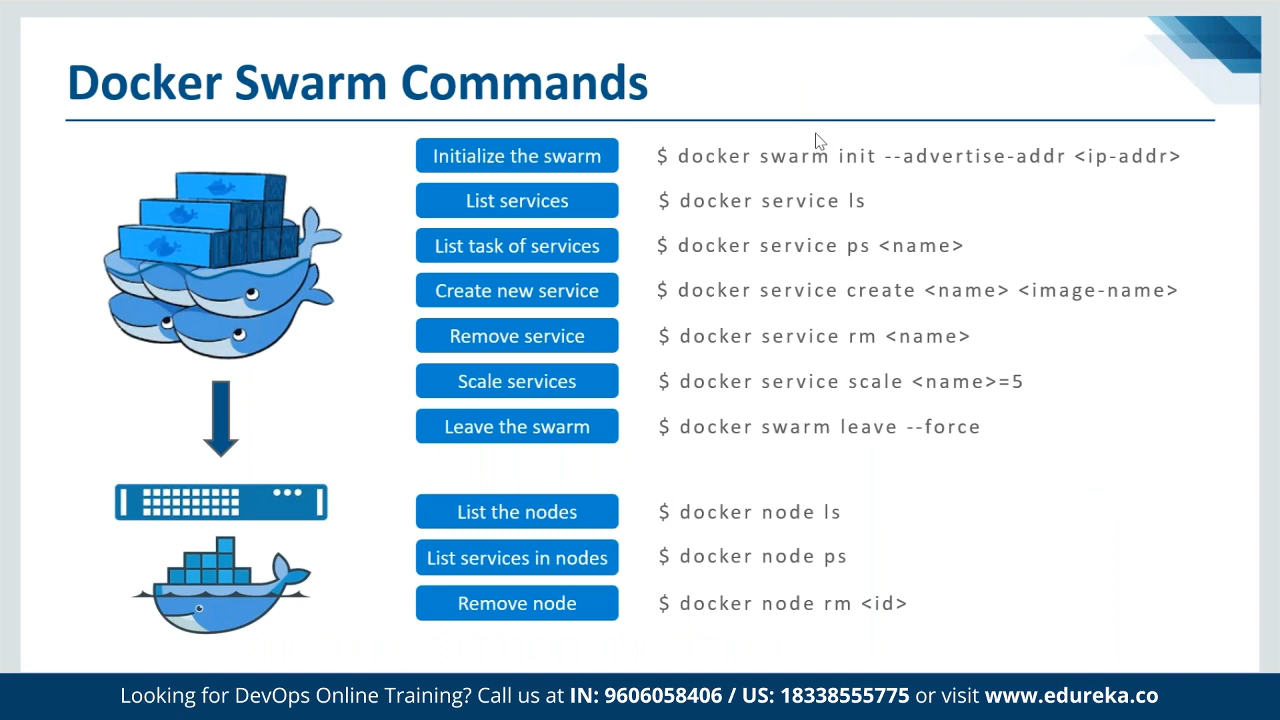 Docker Swarm Commands
Initialize the swarm $ docker swarm init --advertise-addr <ip-addr>
List services $ docker service ls
List task of services $ docker service ps <name>
Create new service $ docker service create <name> <image-name>
Remove service $ docker service rm <name>
Scale services $ docker service scale <name>=5
Leave the swarm $ docker swarm leave --force
List the nodes $ docker node ls
List services in nodes $ docker node ps
Remove node $ docker node rm <id>
Looking for DevOps Online Training? Call us at IN: 9606058406 / US: 18338555775 or visit www.edureka.co